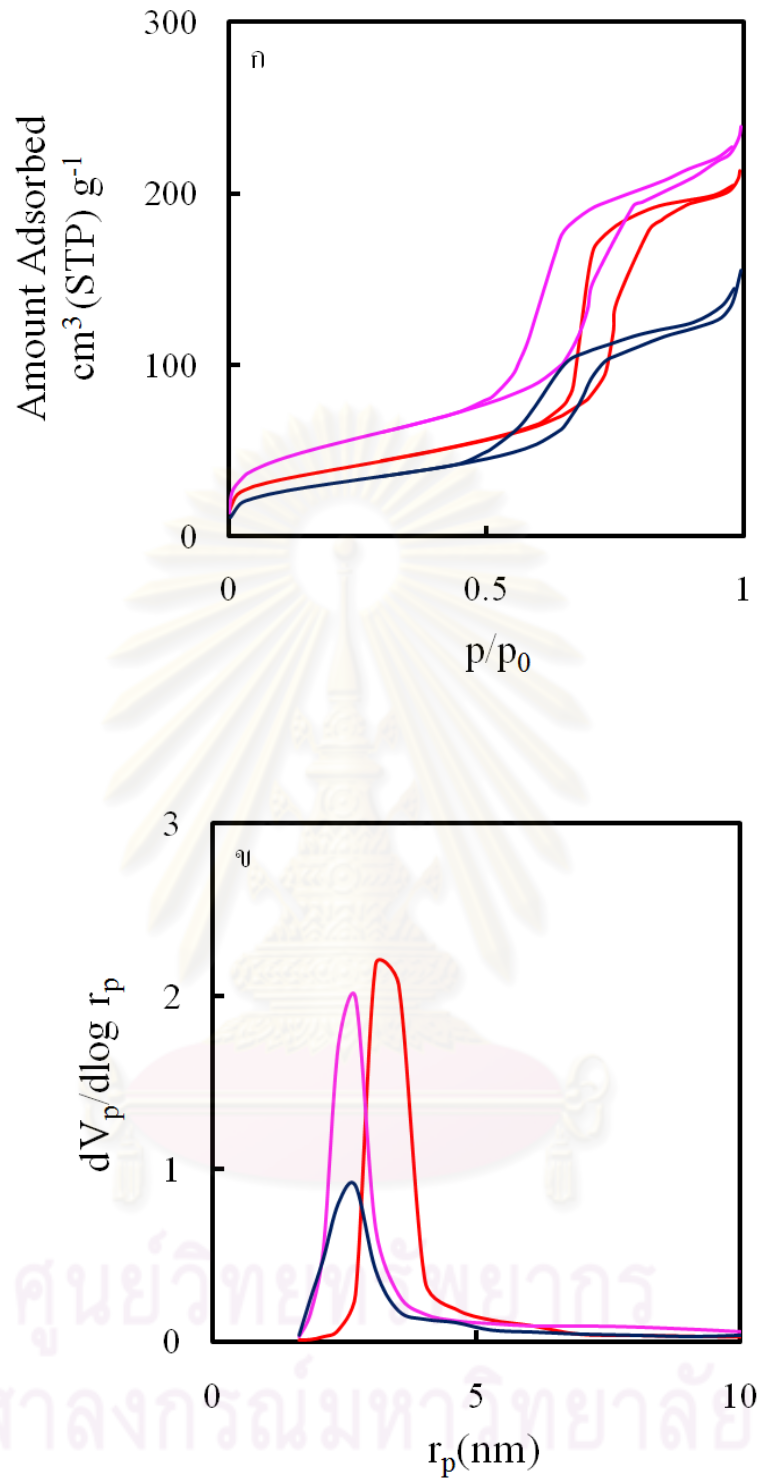 300
ก
200
100
0
0
0.5
1
Amount Adsorbed
cm³ (STP) g⁻¹
p/p₀
3
ข
2
1
0
0
5
10
dVₚ/dlog rₚ
rₚ(nm)
ศูนย์วิทยทรัพยากร
ฬาลงกรณ์มหาวิทยาลัย